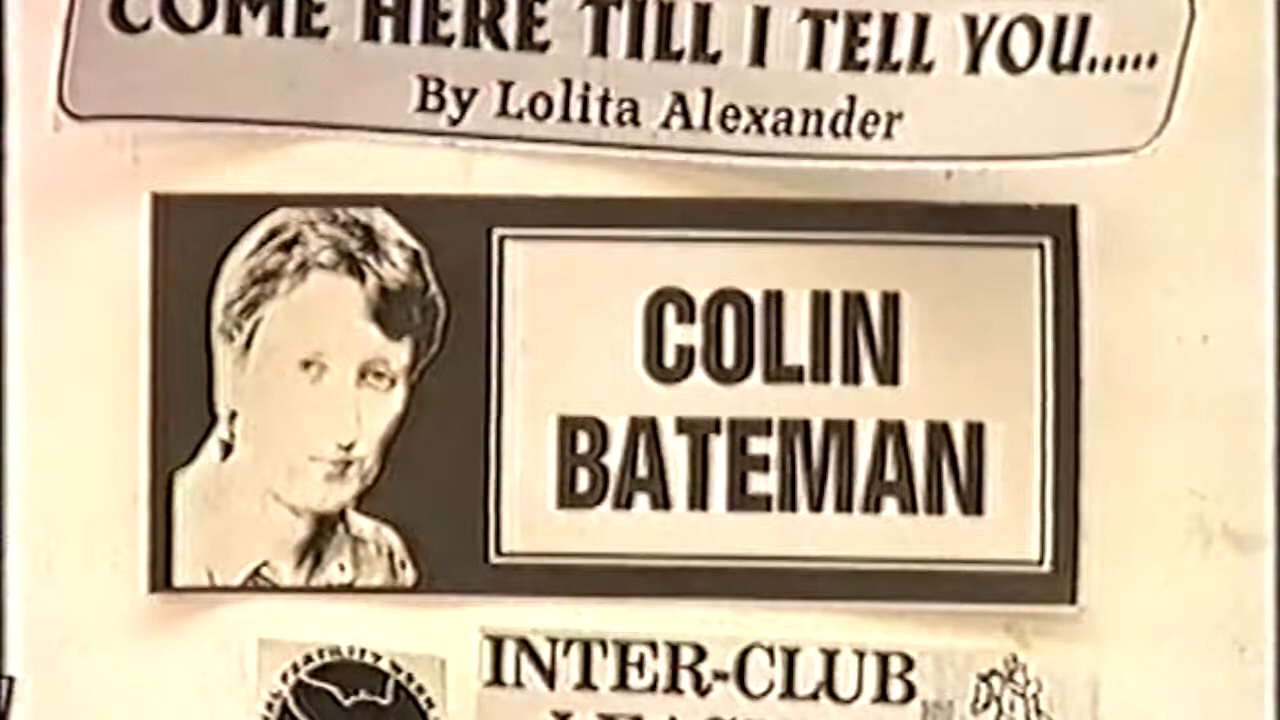 COME HERE TILL I TELL YOU.....
By Lolita Alexander
COLIN
BATEMAN
INTER-CLUB